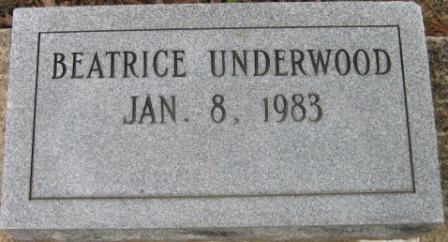 BEATRICE UNDERWOOD
JAN. 8, 1983